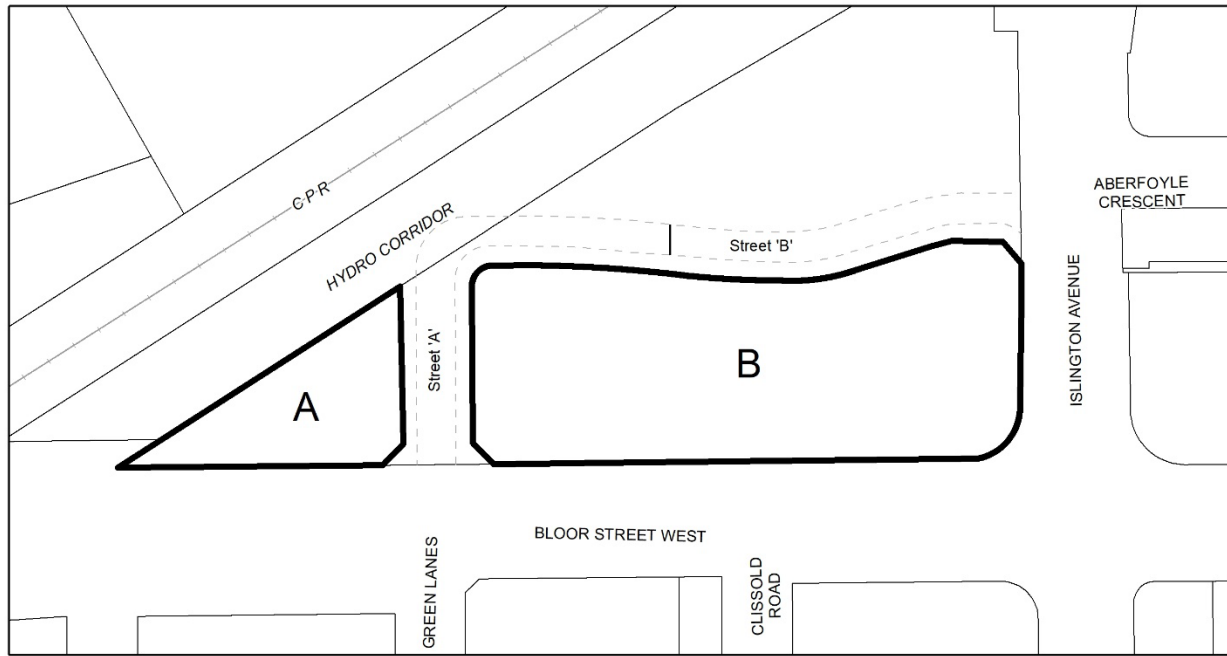 C P R
HYDRO CORRIDOR
ABERFOYLE
CRESCENT
Street 'B'
Street 'A'
A
B
ISLINGTON AVENUE
BLOOR STREET WEST
GREEN LANES
CLISSOLD
ROAD